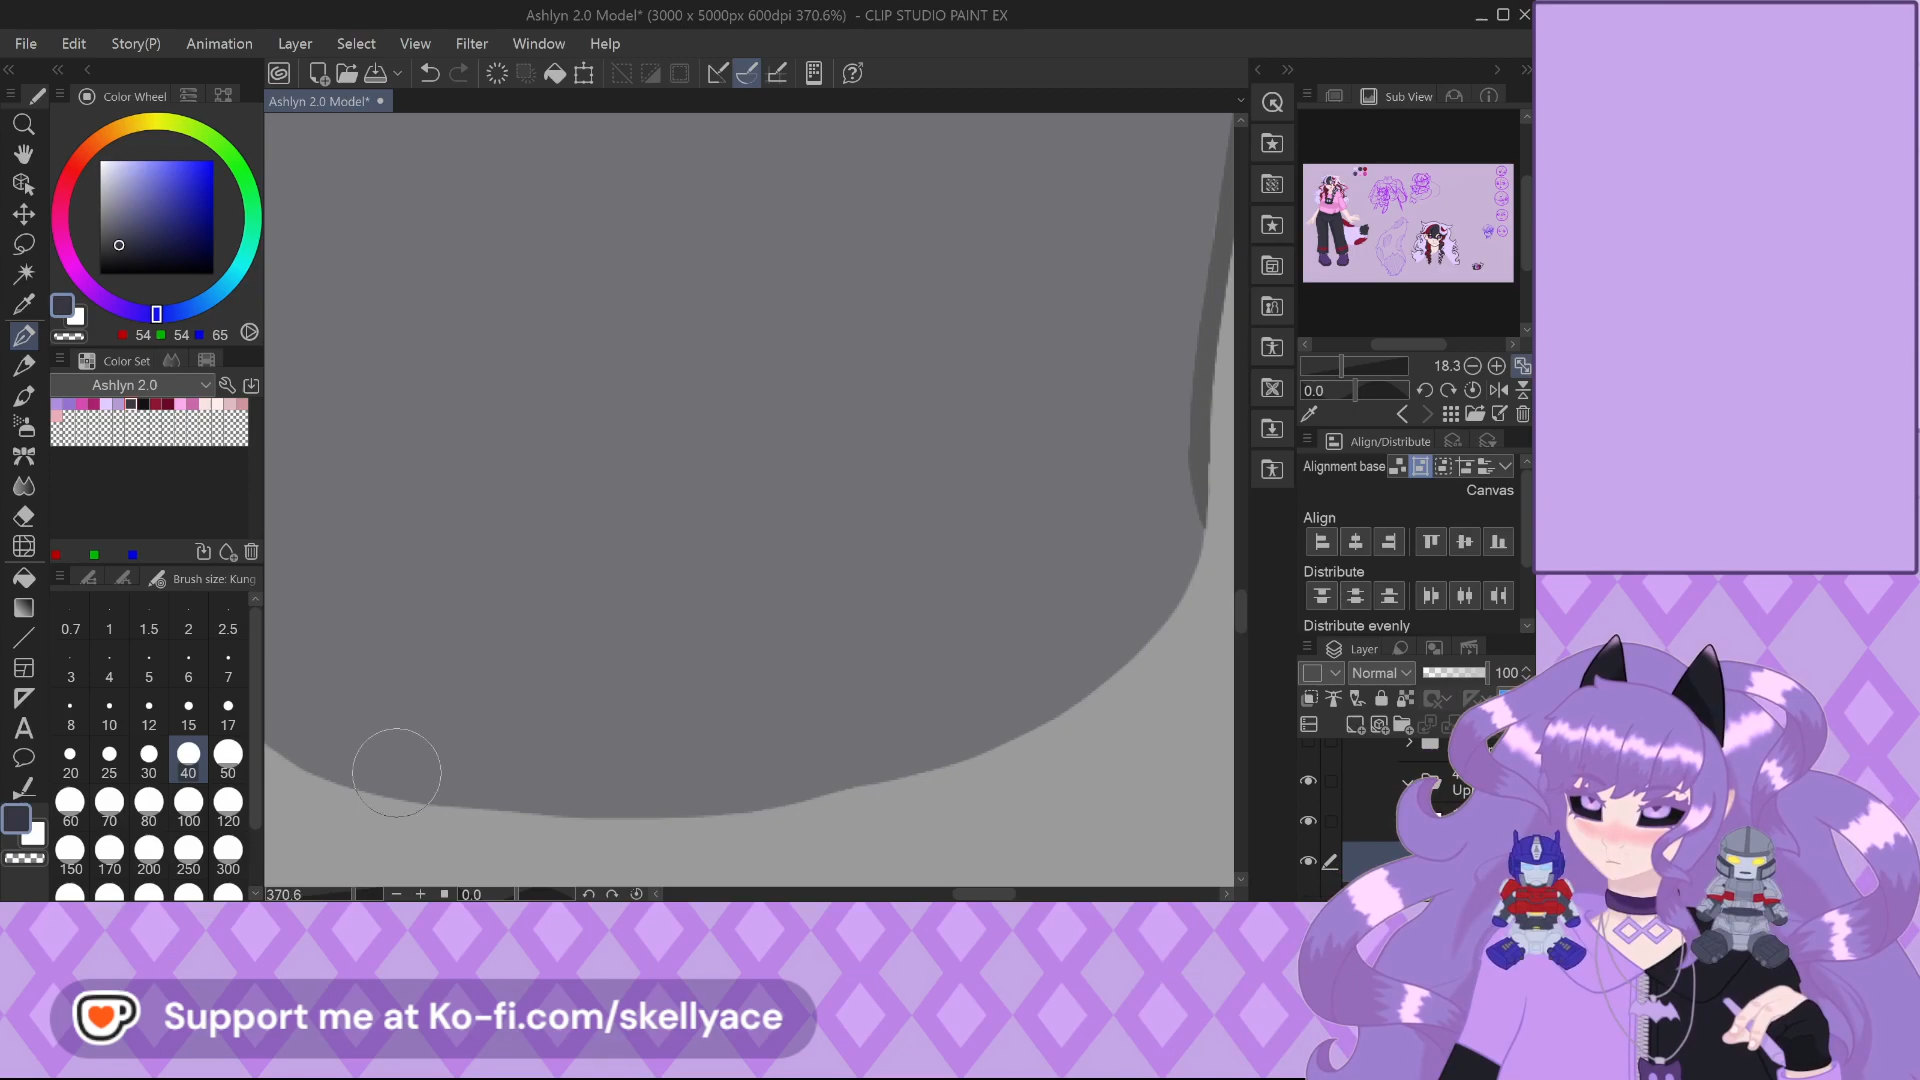 Ashlyn 2.0 Model* (3000 x 5000px 600dpi 370.6%) - CLIP STUDIO PAINT EX
File Edit Story(P) Animation Layer Select View Filter Window Help
Color Wheel
Ashlyn 2.0 Model*
Sub View
54 54 65
Color Set
Ashlyn 2.0
18.3
0.0
Align/Distribute
Alignment base
Canvas
Align
Distribute
Distribute evenly
Brush size: Kung
0.7 1 1.5 2 2.5
3 4 5 6 7
8 10 12 15 17
20 25 30 40 50
60 70 80 100 120
150 170 200 250 300
Layer
Normal 100
370.6 0.0
Support me at Ko-fi.com/skellyace